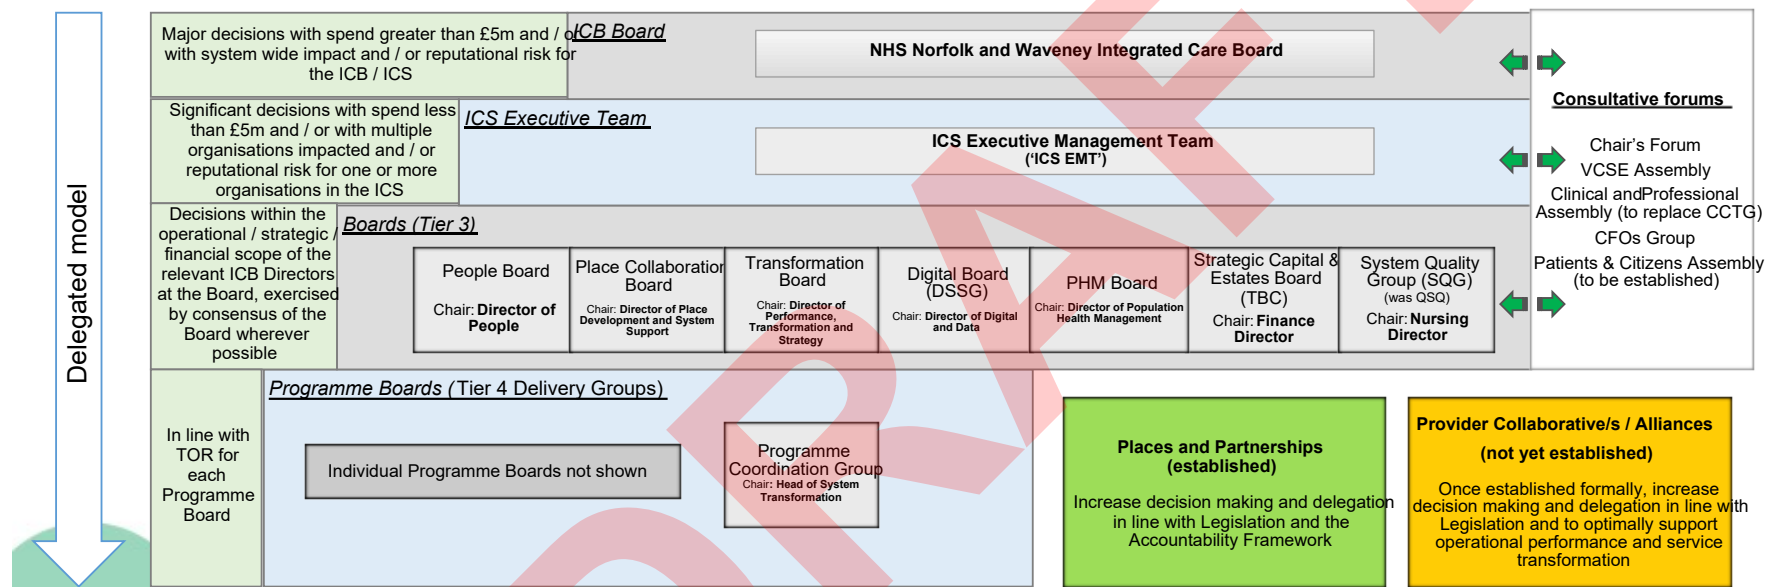 Delegated model
Major decisions with spend greater than £5m and / or
with system wide impact and / or reputational risk for
the ICB / ICS
ICB Board
NHS Norfolk and Waveney Integrated Care Board
Significant decisions with spend less
than £5m and / or with multiple
organisations impacted and / or
reputational risk for one or more
organisations in the ICS
ICS Executive Team
ICS Executive Management Team
(‘ICS EMT’)
Decisions within the
operational / strategic /
financial scope of the
relevant ICB Directors
at the Board, exercised
by consensus of the
Board wherever
possible
Boards (Tier 3)
People Board
Chair: Director of
People
Place Collaboration
Board
Chair: Director of Place
Development and System
Support
Transformation
Board
Chair: Director of
Performance,
Transformation and
Strategy
Digital Board
(DSSG)
Chair: Director of Digital
and Data
PHM Board
Chair: Director of Population
Health Management
Strategic Capital &
Estates Board
(TBC)
Chair: Finance
Director
System Quality
Group (SQG)
(was QSQ)
Chair: Nursing
Director
Consultative forums
Chair’s Forum
VCSE Assembly
Clinical andProfessional
Assembly (to replace CCTG)
CFOs Group
Patients & Citizens Assembly
(to be established)
In line with
TOR for
each
Programme
Board
Programme Boards (Tier 4 Delivery Groups)
Individual Programme Boards not shown
Programme
Coordination Group
Chair: Head of System
Transformation
Places and Partnerships
(established)
Increase decision making and delegation
in line with Legislation and the
Accountability Framework
Provider Collaborative/s / Alliances
(not yet established)
Once established formally, increase
decision making and delegation in line with
Legislation and to optimally support
operational performance and service
transformation
DRAFT